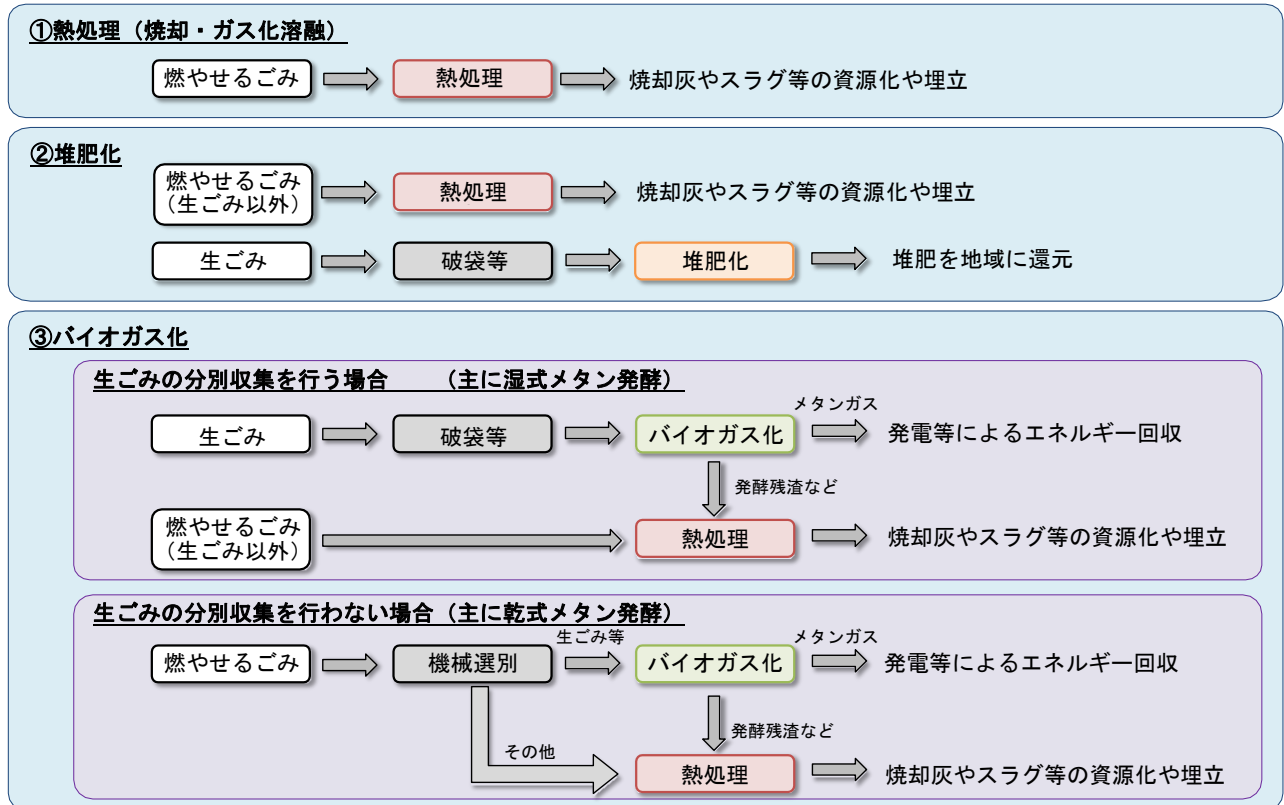 ①熱処理（焼却・ガス化溶融）
燃やせるごみ
熱処理
焼却灰やスラグ等の資源化や埋立
②堆肥化
燃やせるごみ
（生ごみ以外）
熱処理
焼却灰やスラグ等の資源化や埋立
生ごみ
破袋等
堆肥化
堆肥を地域に還元
③バイオガス化
生ごみの分別収集を行う場合　　（主に湿式メタン発酵）
生ごみ
破袋等
バイオガス化
メタンガス
発電等によるエネルギー回収
発酵残渣など
燃やせるごみ
（生ごみ以外）
熱処理
焼却灰やスラグ等の資源化や埋立
生ごみの分別収集を行わない場合（主に乾式メタン発酵）
燃やせるごみ
機械選別
生ごみ等
バイオガス化
メタンガス
発電等によるエネルギー回収
発酵残渣など
その他
熱処理
焼却灰やスラグ等の資源化や埋立